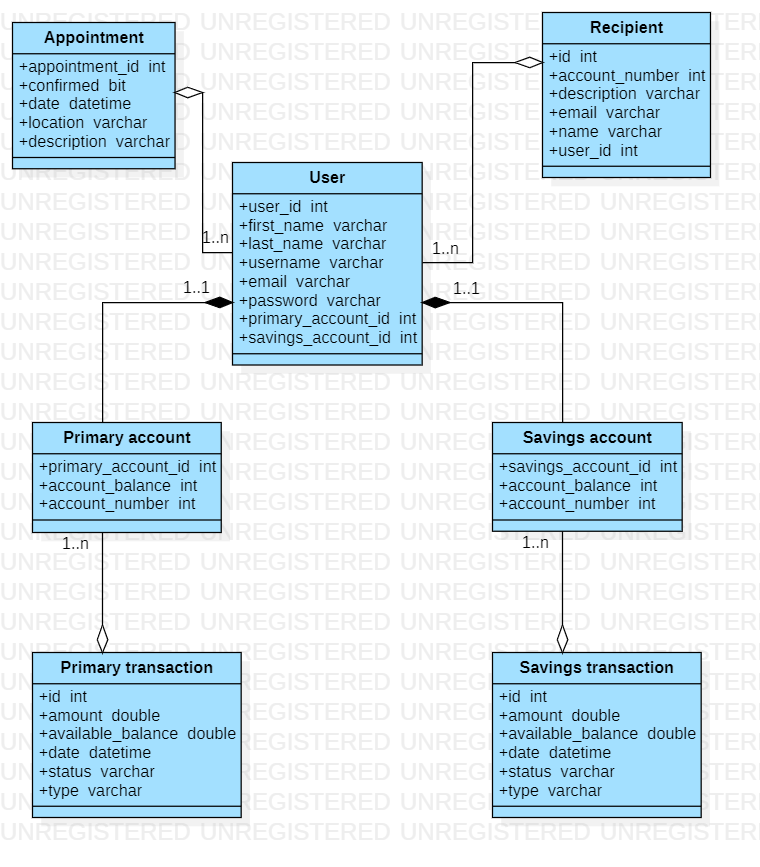 Appointment
+appointment_id int
+confirmed bit
+date datetime
+location varchar
+description varchar
Recipient
+id int
+account_number int
+description varchar
+email varchar
+name varchar
+user_id int
User
+user_id int
+first_name varchar
+last_name varchar
+username varchar
+email varchar
+password varchar
+primary_account_id int
+savings_account_id int
1..n
1..n
1..1
1..1
Primary account
+primary_account_id int
+account_balance int
+account_number int
Savings account
+savings_account_id int
+account_balance int
+account_number int
1..n
1..n
Primary transaction
+id int
+amount double
+available_balance double
+date datetime
+status varchar
+type varchar
Savings transaction
+id int
+amount double
+available_balance double
+date datetime
+status varchar
+type varchar
UNREGISTERED UNREGISTERED UNREGISTERED